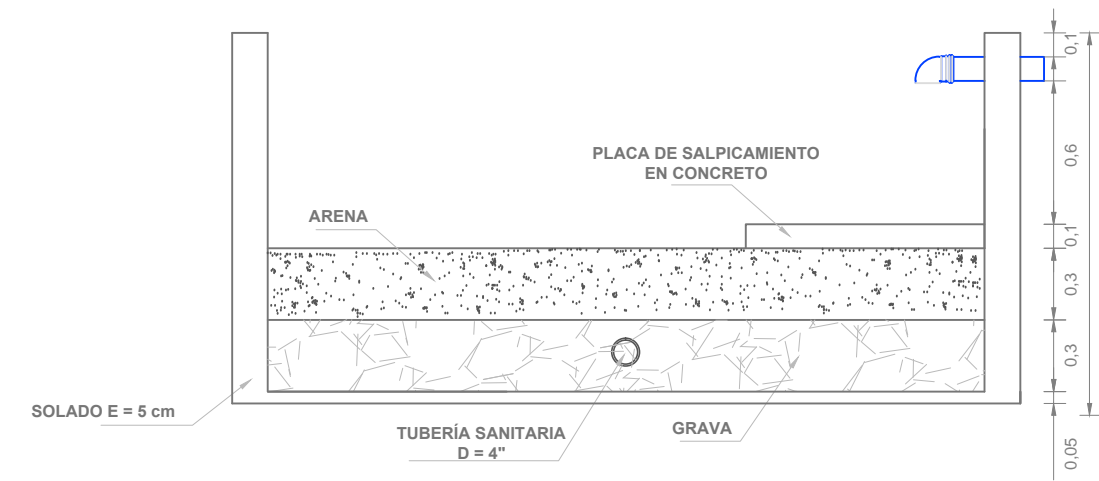 0,1
PLACA DE SALPICAMIENTO
EN CONCRETO
0,6
ARENA
0,1
0,3
0,3
SOLADO E = 5 cm
TUBERÍA SANITARIA
D = 4"
GRAVA
0,05